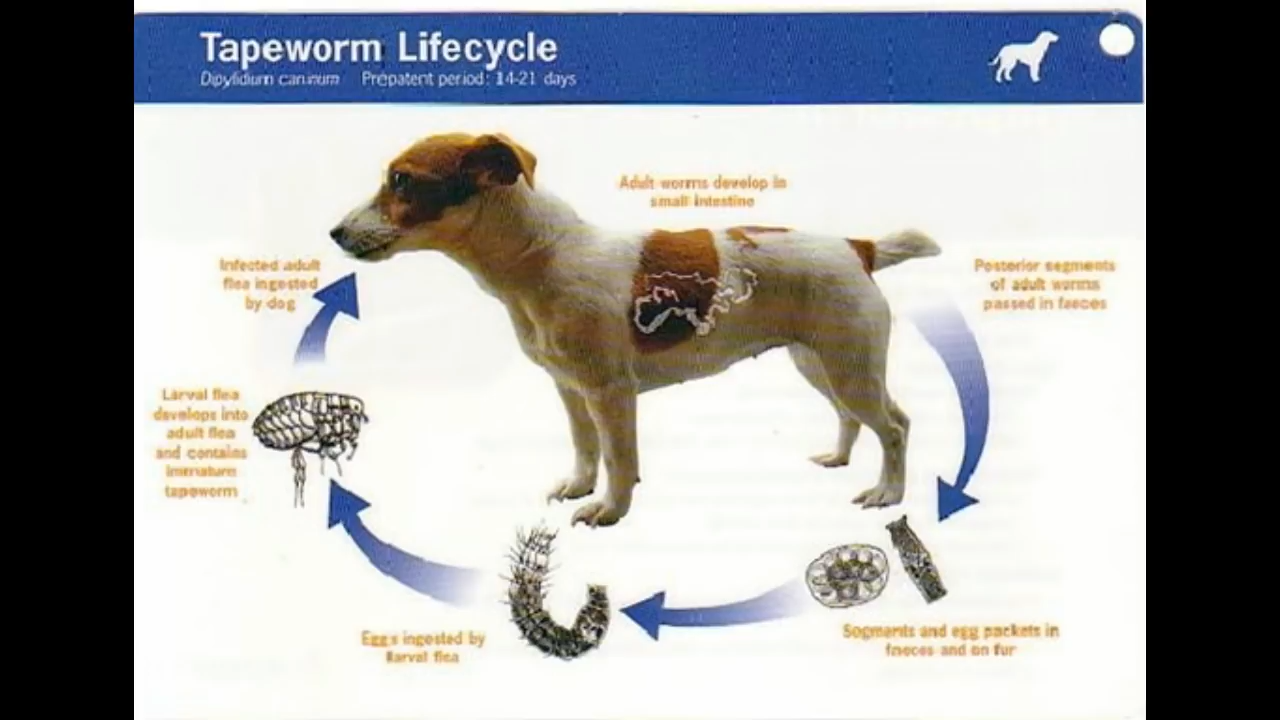 Tapeworm Lifecycle
Dipylidium caninum Prepatent period: 14-21 days
Adult worms develop in
small intestine
Infected adult
flea ingested
by dog
Posterior segments
of adult worms
passed in faeces
Larval flea
develops into
adult flea
and contains
immature
tapeworm
Eggs ingested by
larval flea
Segments and egg packets in
faeces and on fur